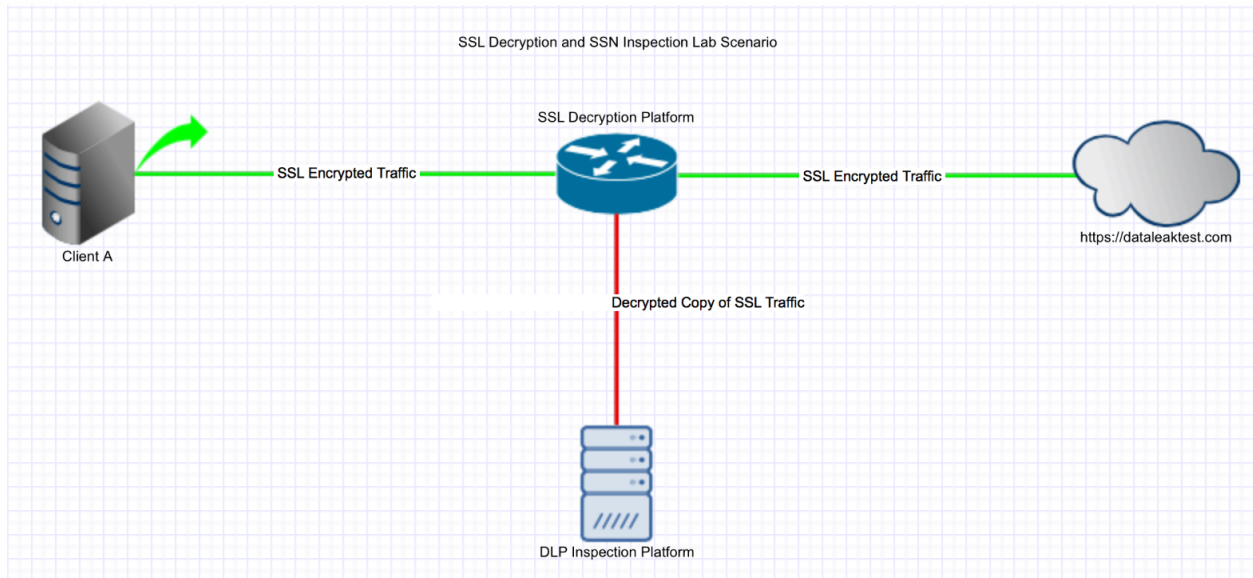 SSL Decryption and SSN Inspection Lab Scenario
SSL Decryption Platform
SSL Encrypted Traffic
SSL Encrypted Traffic
Client A
https://dataleaktest.com
Decrypted Copy of SSL Traffic
DLP Inspection Platform